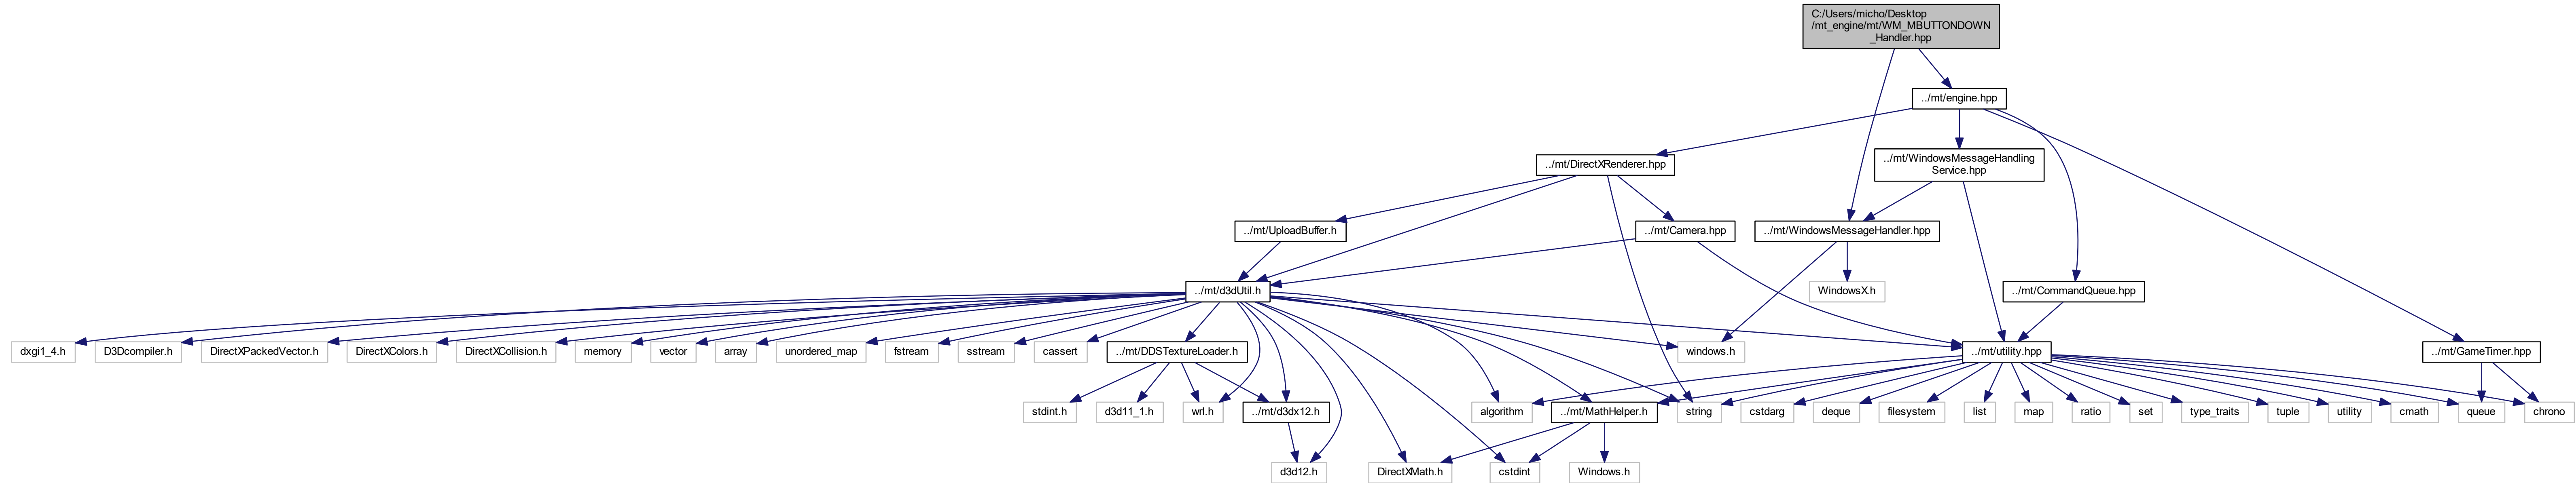 C:/Users/micho/Desktop
/mt_engine/mt/WM_MBUTTONDOWN
_Handler.hpp
../mt/engine.hpp
../mt/DirectXRenderer.hpp
../mt/WindowsMessageHandling
Service.hpp
../mt/UploadBuffer.h
../mt/Camera.hpp
../mt/WindowsMessageHandler.hpp
../mt/d3dUtil.h
WindowsX.h
../mt/CommandQueue.hpp
dxgi1_4.h
D3Dcompiler.h
DirectXPackedVector.h
DirectXColors.h
DirectXCollision.h
memory
vector
array
unordered_map
fstream
sstream
cassert
../mt/DDSTextureLoader.h
windows.h
../mt/utility.hpp
../mt/GameTimer.hpp
stdint.h
d3d11_1.h
wrl.h
../mt/d3dx12.h
algorithm
../mt/MathHelper.h
string
cstdarg
deque
filesystem
list
map
ratio
set
type_traits
tuple
utility
cmath
queue
chrono
d3d12.h
DirectXMath.h
cstdint
Windows.h